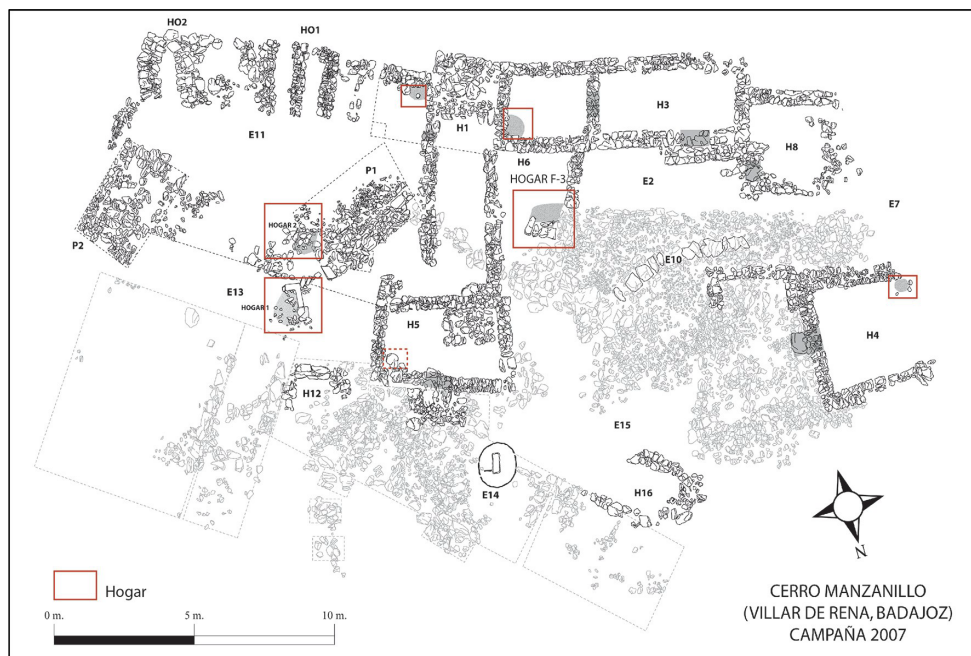 HO2
HO1
E11
H1
H3
H6
H8
HOGAR F-3
E2
P1
E7
HOGAR 2
P2
E10
E13
HOGAR 1
H5
H4
H12
E15
E14
H16
N
Hogar
0 m.
5 m.
10 m.
CERRO MANZANILLO
(VILLAR DE RENA, BADAJOZ)
CAMPAÑA 2007